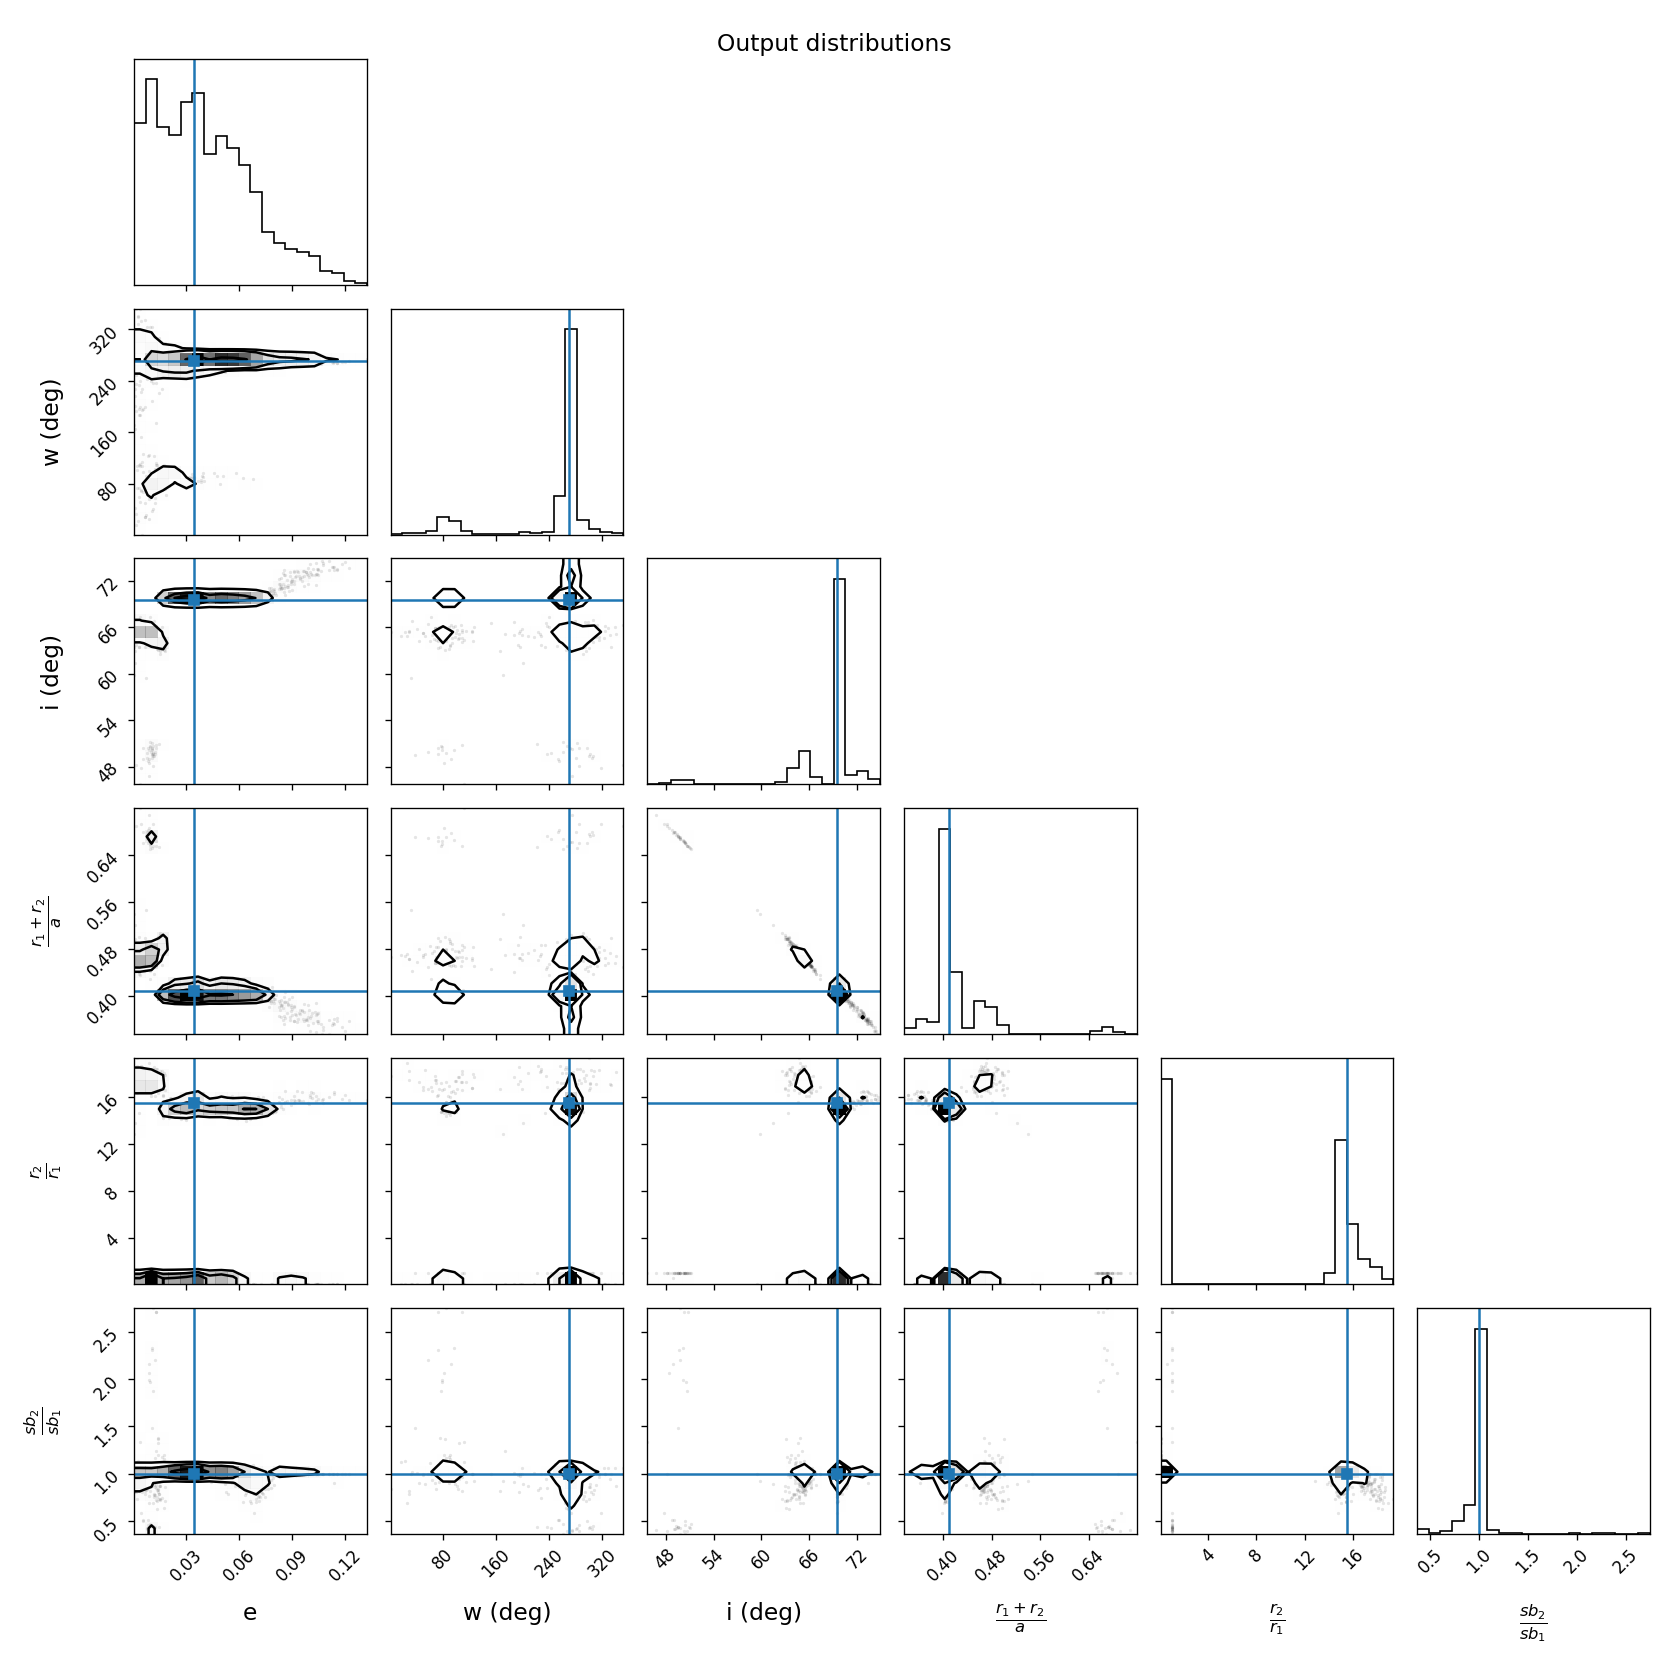 Output distributions
w (deg)
320
240
160
80
i (deg)
72
66
60
54
48
r₁ + r₂
a
0.64
0.56
0.48
0.40
r₂
r₁
16
12
8
4
sb₂
sb₁
2.5
2.0
1.5
1.0
0.5
0.03 0.06 0.09 0.12 80 160 240 320 48 54 60 66 72 0.40 0.48 0.56 0.64 4 8 12 16 0.5 1.0 1.5 2.0 2.5
e w (deg) i (deg)
r₁ + r₂
a
r₂
r₁
sb₂
sb₁